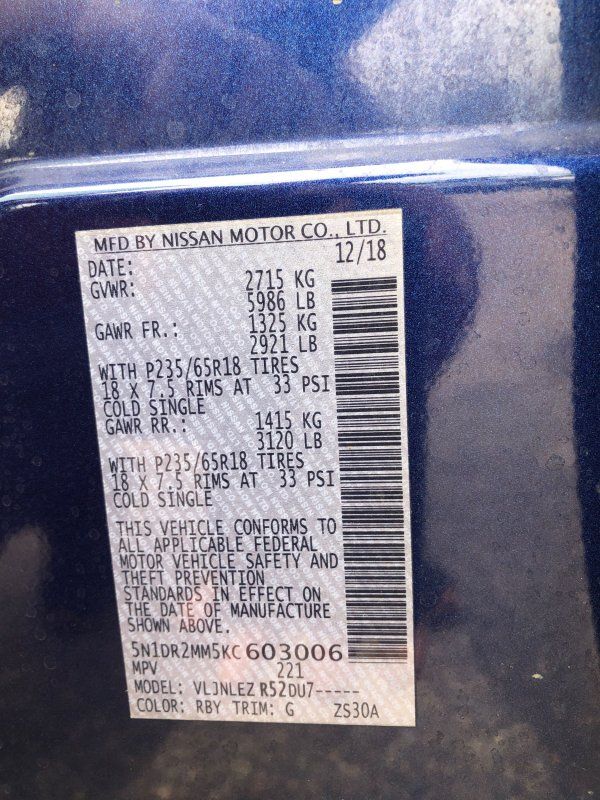 MFD BY NISSAN MOTOR CO., LTD.
DATE: 12/18
GVWR: 2715 KG
5986 LB
GAWR FR.: 1325 KG
2921 LB
WITH P235/65R18 TIRES
18 X 7.5 RIMS AT 33 PSI
COLD SINGLE
GAWR RR.: 1415 KG
3120 LB
WITH P235/65R18 TIRES
18 X 7.5 RIMS AT 33 PSI
COLD SINGLE
THIS VEHICLE CONFORMS TO
ALL APPLICABLE FEDERAL
MOTOR VEHICLE SAFETY AND
THEFT PREVENTION
STANDARDS IN EFFECT ON
THE DATE OF MANUFACTURE
SHOWN ABOVE.
5N1DR2MM5KC 603006
MPV 221
MODEL: VLJNLEZ R52DU7-----
COLOR: RBY TRIM: G ZS30A